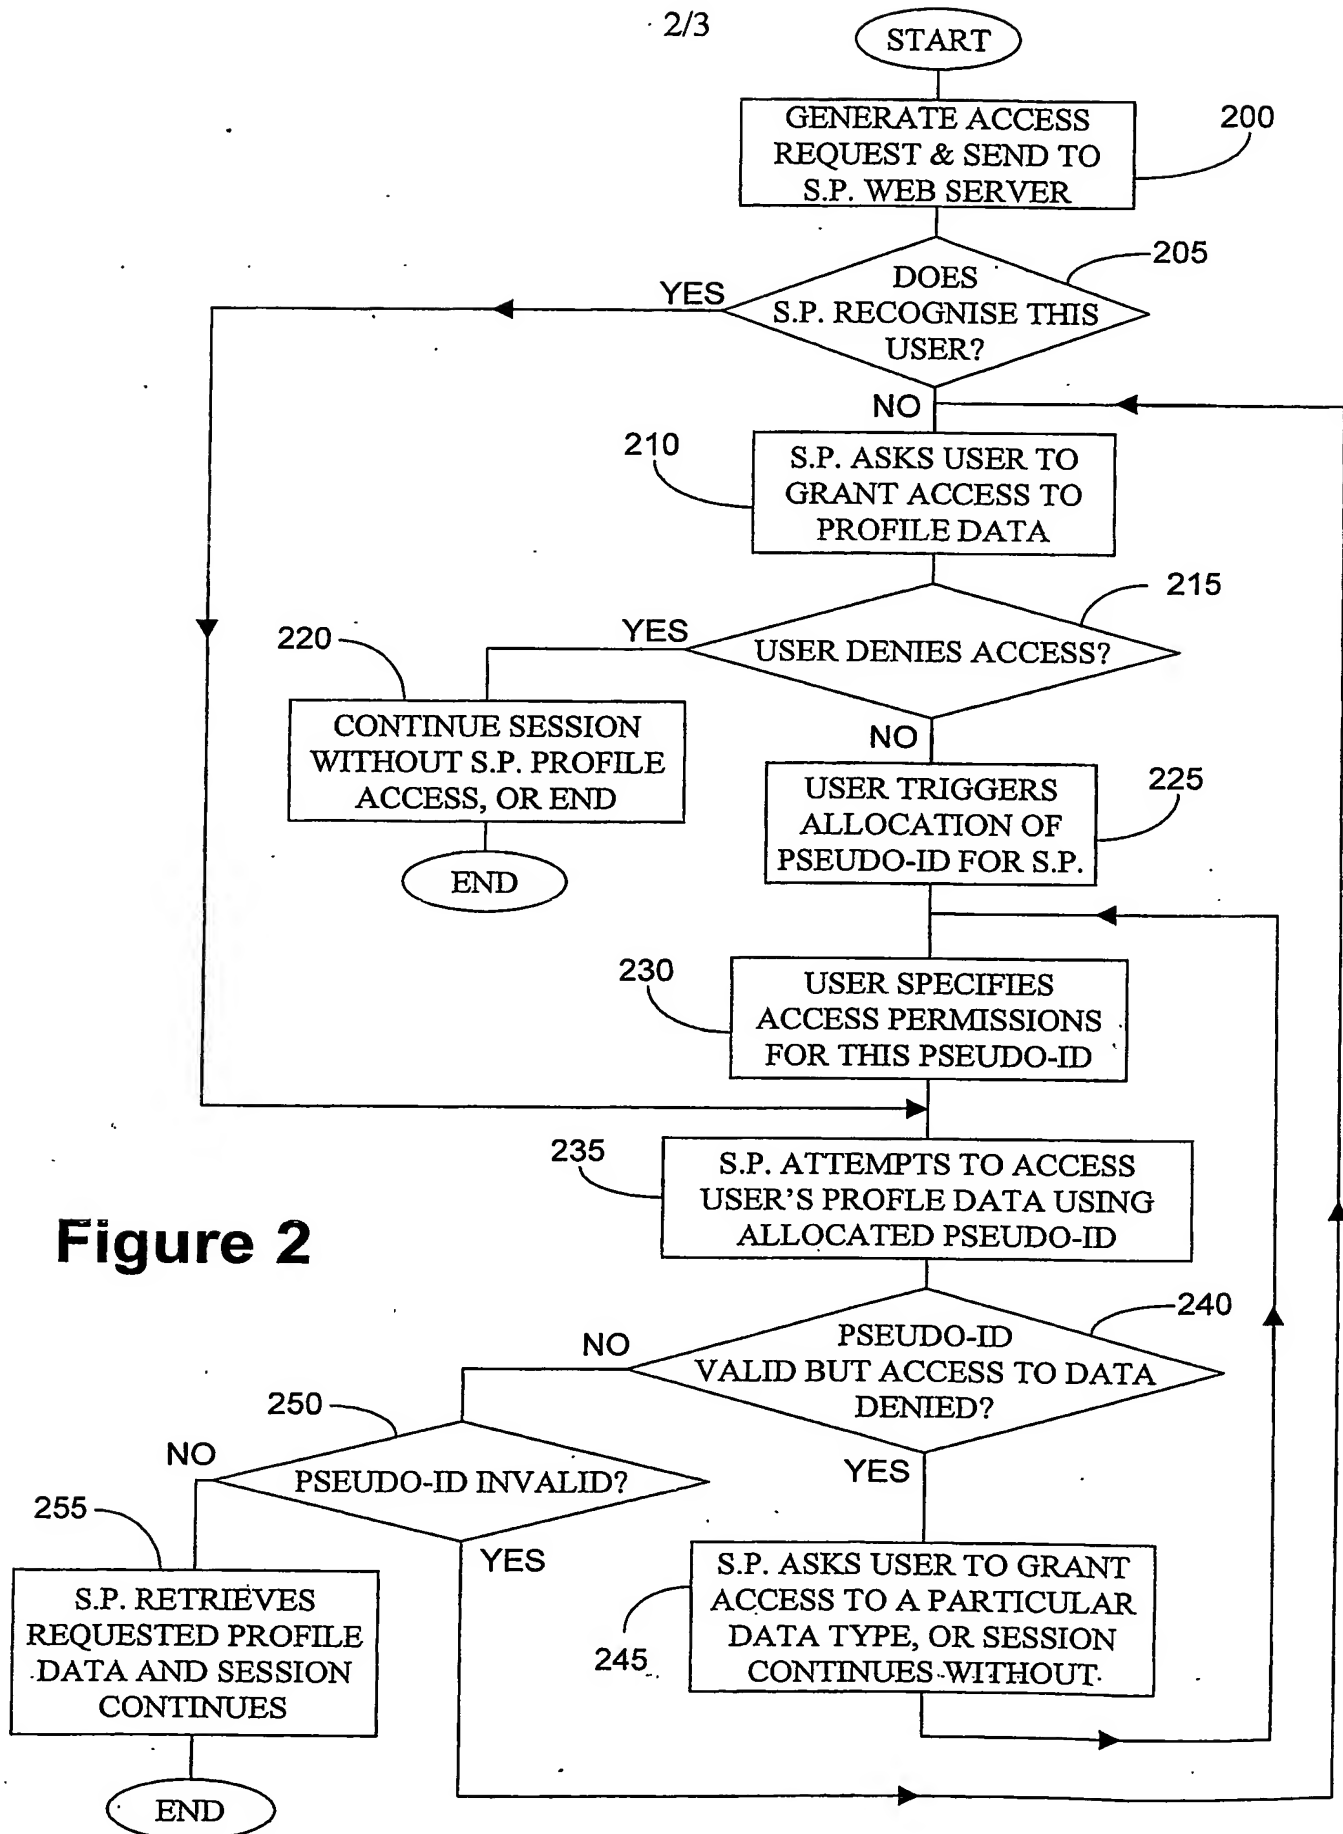 2/3
START
GENERATE ACCESS
REQUEST & SEND TO
S.P. WEB SERVER
200
205
DOES
S.P. RECOGNISE THIS
USER?
YES
NO
210
S.P. ASKS USER TO
GRANT ACCESS TO
PROFILE DATA
215
USER DENIES ACCESS?
YES
220
CONTINUE SESSION
WITHOUT S.P. PROFILE
ACCESS, OR END
END
NO
USER TRIGGERS
ALLOCATION OF
PSEUDO-ID FOR S.P.
225
230
USER SPECIFIES
ACCESS PERMISSIONS
FOR THIS PSEUDO-ID
235
S.P. ATTEMPTS TO ACCESS
USER'S PROFLE DATA USING
ALLOCATED PSEUDO-ID
Figure 2
240
PSEUDO-ID
VALID BUT ACCESS TO DATA
DENIED?
NO
YES
250
PSEUDO-ID INVALID?
NO
YES
255
S.P. RETRIEVES
REQUESTED PROFILE
DATA AND SESSION
CONTINUES
END
S.P. ASKS USER TO GRANT
ACCESS TO A PARTICULAR
DATA TYPE, OR SESSION
CONTINUES WITHOUT
245